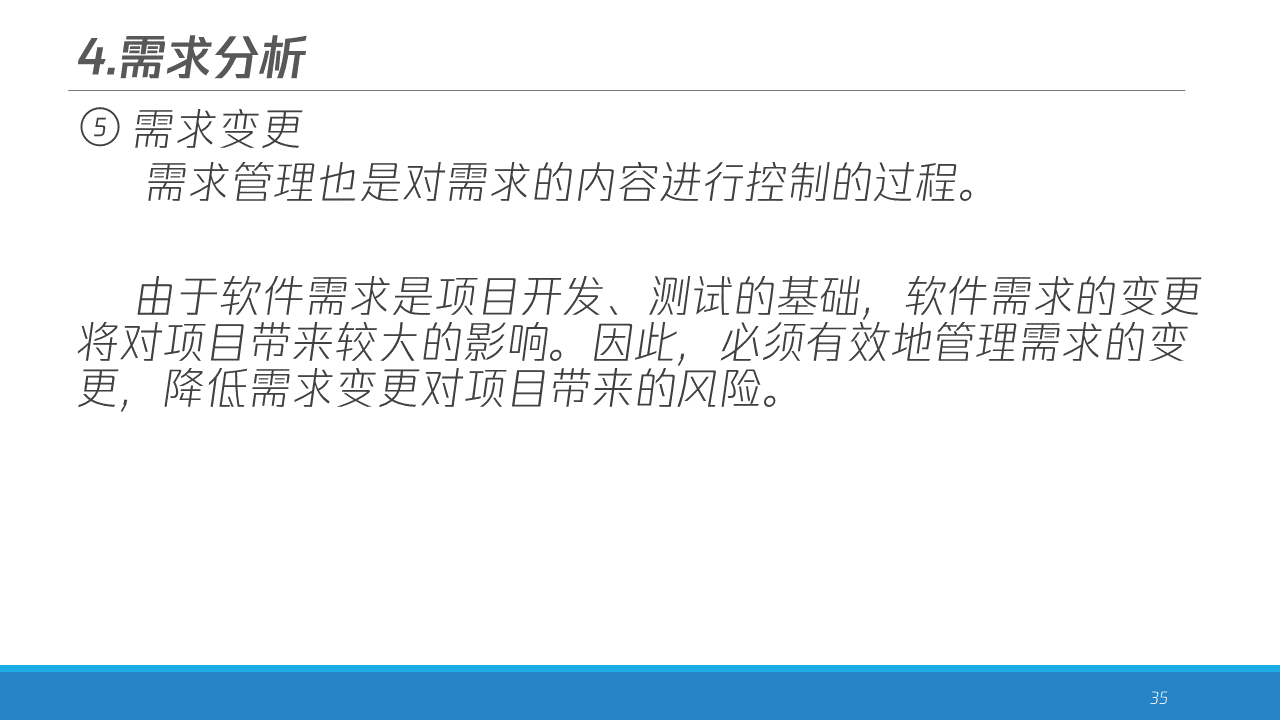 4.需求分析
⑤ 需求变更
需求管理也是对需求的内容进行控制的过程。
由于软件需求是项目开发、测试的基础，软件需求的变更
将对项目带来较大的影响。因此，必须有效地管理需求的变
更，降低需求变更对项目带来的风险。
35